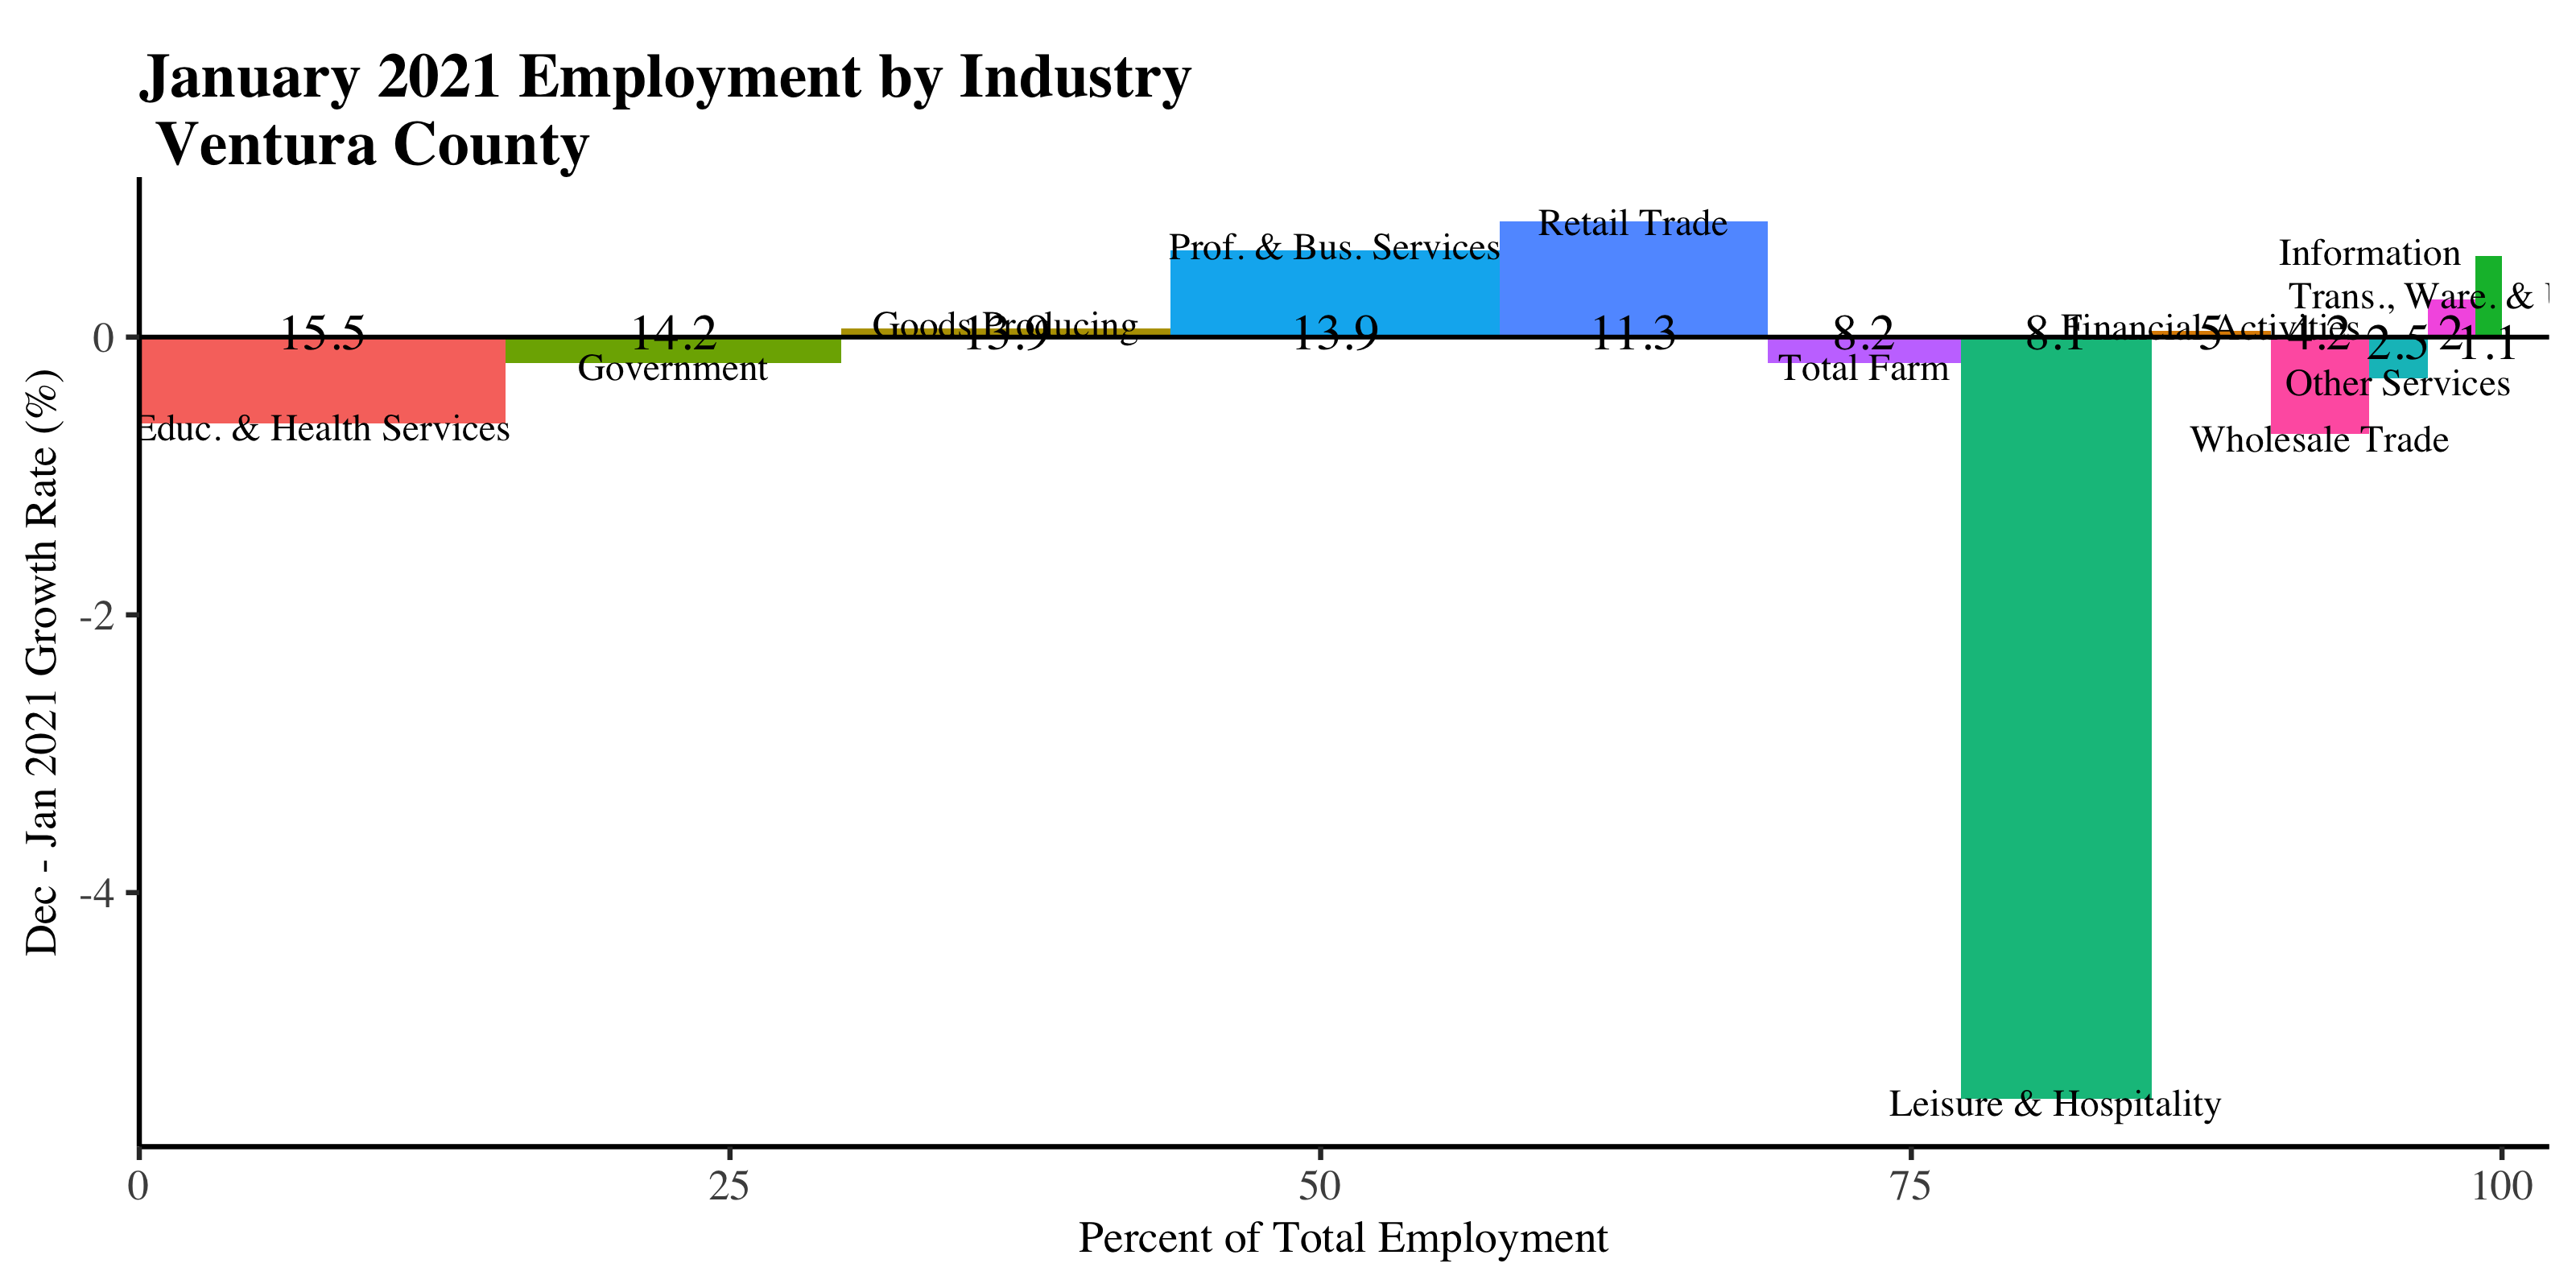 January 2021 Employment by Industry
Ventura County
Retail Trade
Prof. & Bus. Services
Information
Trans., Ware. & 
Goods Producing
Financial Activities
0
15.5
14.2
13.9
13.9
11.3
8.2
8.1
5
4.2
2.5
2
1.1
Government
Total Farm
Other Services
Educ. & Health Services
Wholesale Trade
-2
-4
Leisure & Hospitality
Dec - Jan 2021 Growth Rate (%)
0
25
50
75
100
Percent of Total Employment